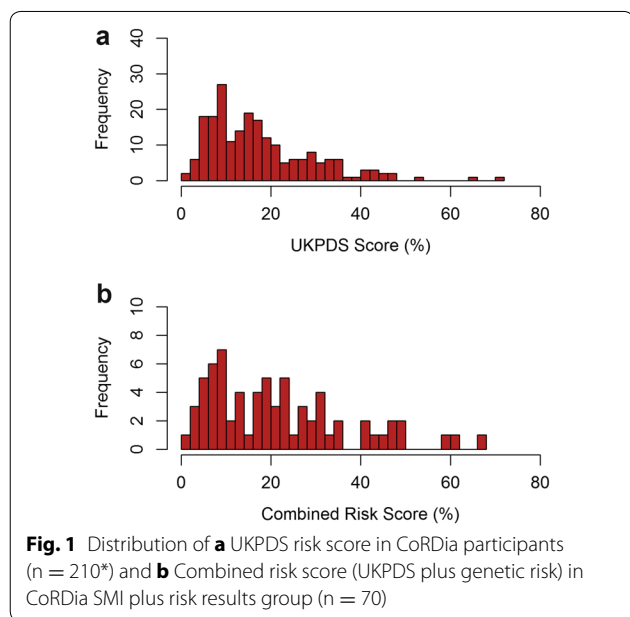 a
40
30
20
10
0
Frequency
0 20 40 60 80
UKPDS Score (%)
b
10
8
6
4
2
0
Frequency
0 20 40 60 80
Combined Risk Score (%)
Fig. 1 Distribution of a UKPDS risk score in CoRDia participants
(n = 210*) and b Combined risk score (UKPDS plus genetic risk) in
CoRDia SMI plus risk results group (n = 70)